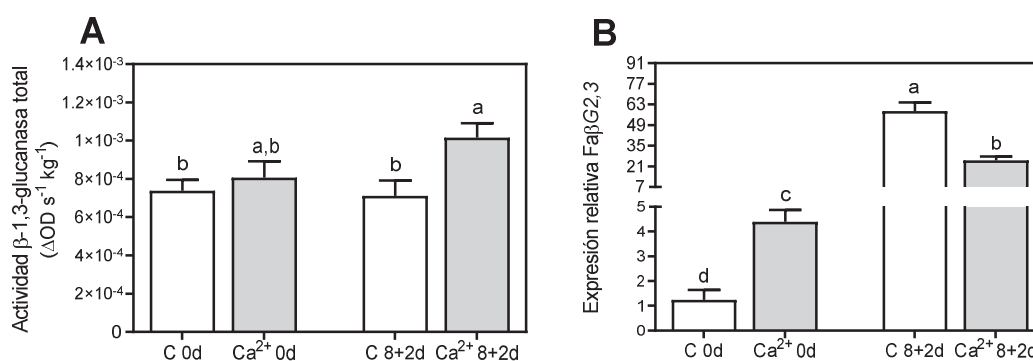 A
Actividad β-1,3-glucanasa total
(ΔOD s⁻¹ kg⁻¹)
1.4×10⁻³
1.2×10⁻³
1×10⁻³
8×10⁻⁴
6×10⁻⁴
4×10⁻⁴
2×10⁻⁴
0
b
a,b
b
a
C 0d
Ca²⁺ 0d
C 8+2d
Ca²⁺ 8+2d
B
Expresión relativa FaβG2,3
91
77
63
49
35
21
7
5
4
3
2
1
0
d
c
a
b
C 0d
Ca²⁺ 0d
C 8+2d
Ca²⁺ 8+2d